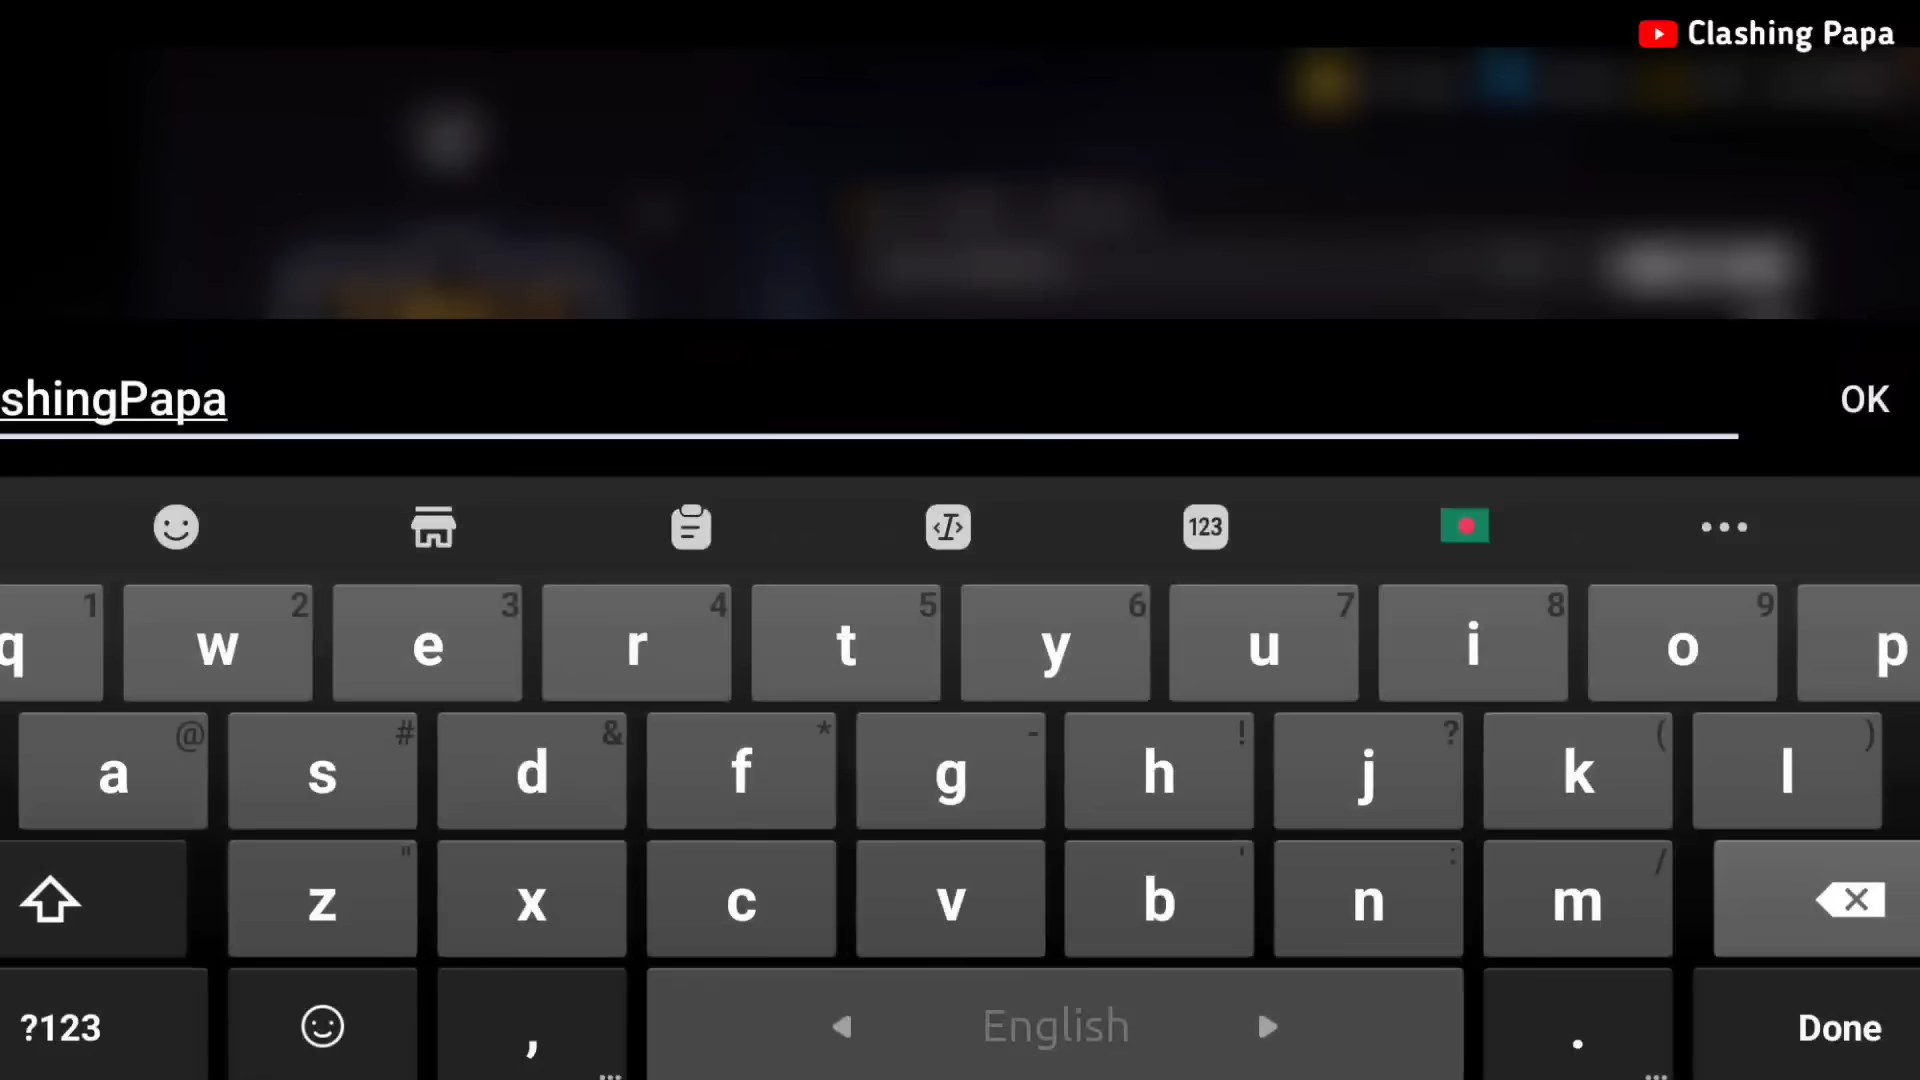 Clashing Papa
shingPapa
OK
123
1 2 3 4 5 6 7 8 9
q w e r t y u i o p
@ # & * - ! ? ( )
a s d f g h j k l
" ' : /
z x c v b n m
?123 , English . Done